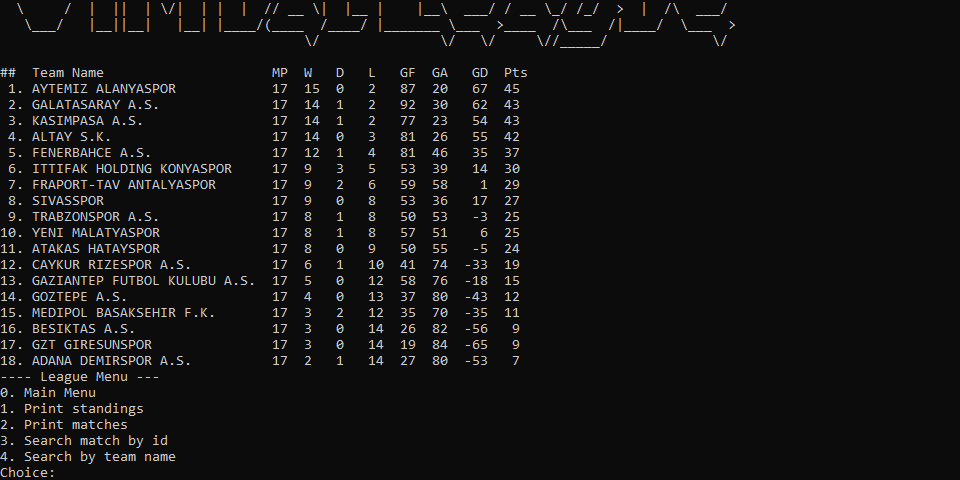 ## Team Name MP W D L GF GA GD Pts
1. AYTEMIZ ALANYASPOR 17 15 0 2 87 20 67 45
2. GALATASARAY A.S. 17 14 1 2 92 30 62 43
3. KASIMPASA A.S. 17 14 1 2 77 23 54 43
4. ALTAY S.K. 17 14 0 3 81 26 55 42
5. FENERBAHCE A.S. 17 12 1 4 81 46 35 37
6. ITTIFAK HOLDING KONYASPOR 17 9 3 5 53 39 14 30
7. FRAPORT-TAV ANTALYASPOR 17 9 2 6 59 58 1 29
8. SIVASSPOR 17 9 0 8 53 36 17 27
9. TRABZONSPOR A.S. 17 8 1 8 50 53 -3 25
10. YENI MALATYASPOR 17 8 1 8 57 51 6 25
11. ATAKAS HATAYSPOR 17 8 0 9 50 55 -5 24
12. CAYKUR RIZESPOR A.S. 17 6 1 10 41 74 -33 19
13. GAZIANTEP FUTBOL KULUBU A.S. 17 5 0 12 58 76 -18 15
14. GOZTEPE A.S. 17 4 0 13 37 80 -43 12
15. MEDIPOL BASAKSEHIR F.K. 17 3 2 12 35 70 -35 11
16. BESIKTAS A.S. 17 3 0 14 26 82 -56 9
17. GZT GIRESUNSPOR 17 3 0 14 19 84 -65 9
18. ADANA DEMIRSPOR A.S. 17 2 1 14 27 80 -53 7
---- League Menu ---
0. Main Menu
1. Print standings
2. Print matches
3. Search match by id
4. Search by team name
Choice: